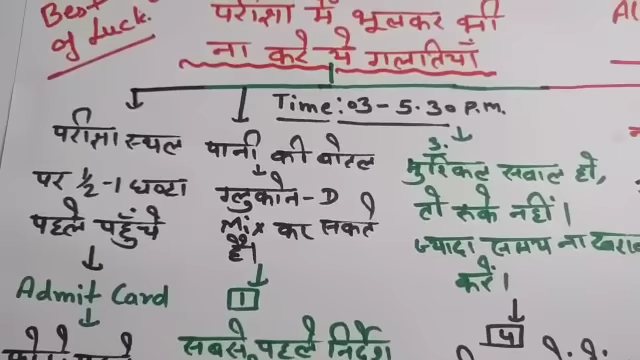 Best
of Luck.
परीक्षा में भूलकर भी
ना करे ये गलतियाँ
Al
Time: 03 - 5.30 P.M.
परीक्षा स्थल
पर 1/2 - 1 घण्टा
पहले पहुँचे
Admit Card
पानी की बोतल
ग्लुकोन - D
Mix कर सकते
है।
1
सबसे पहले निर्देश
3.
मुश्किल सवाल हो,
तो रूके नहीं।
ज्यादा समय ना खराब
करें।
4